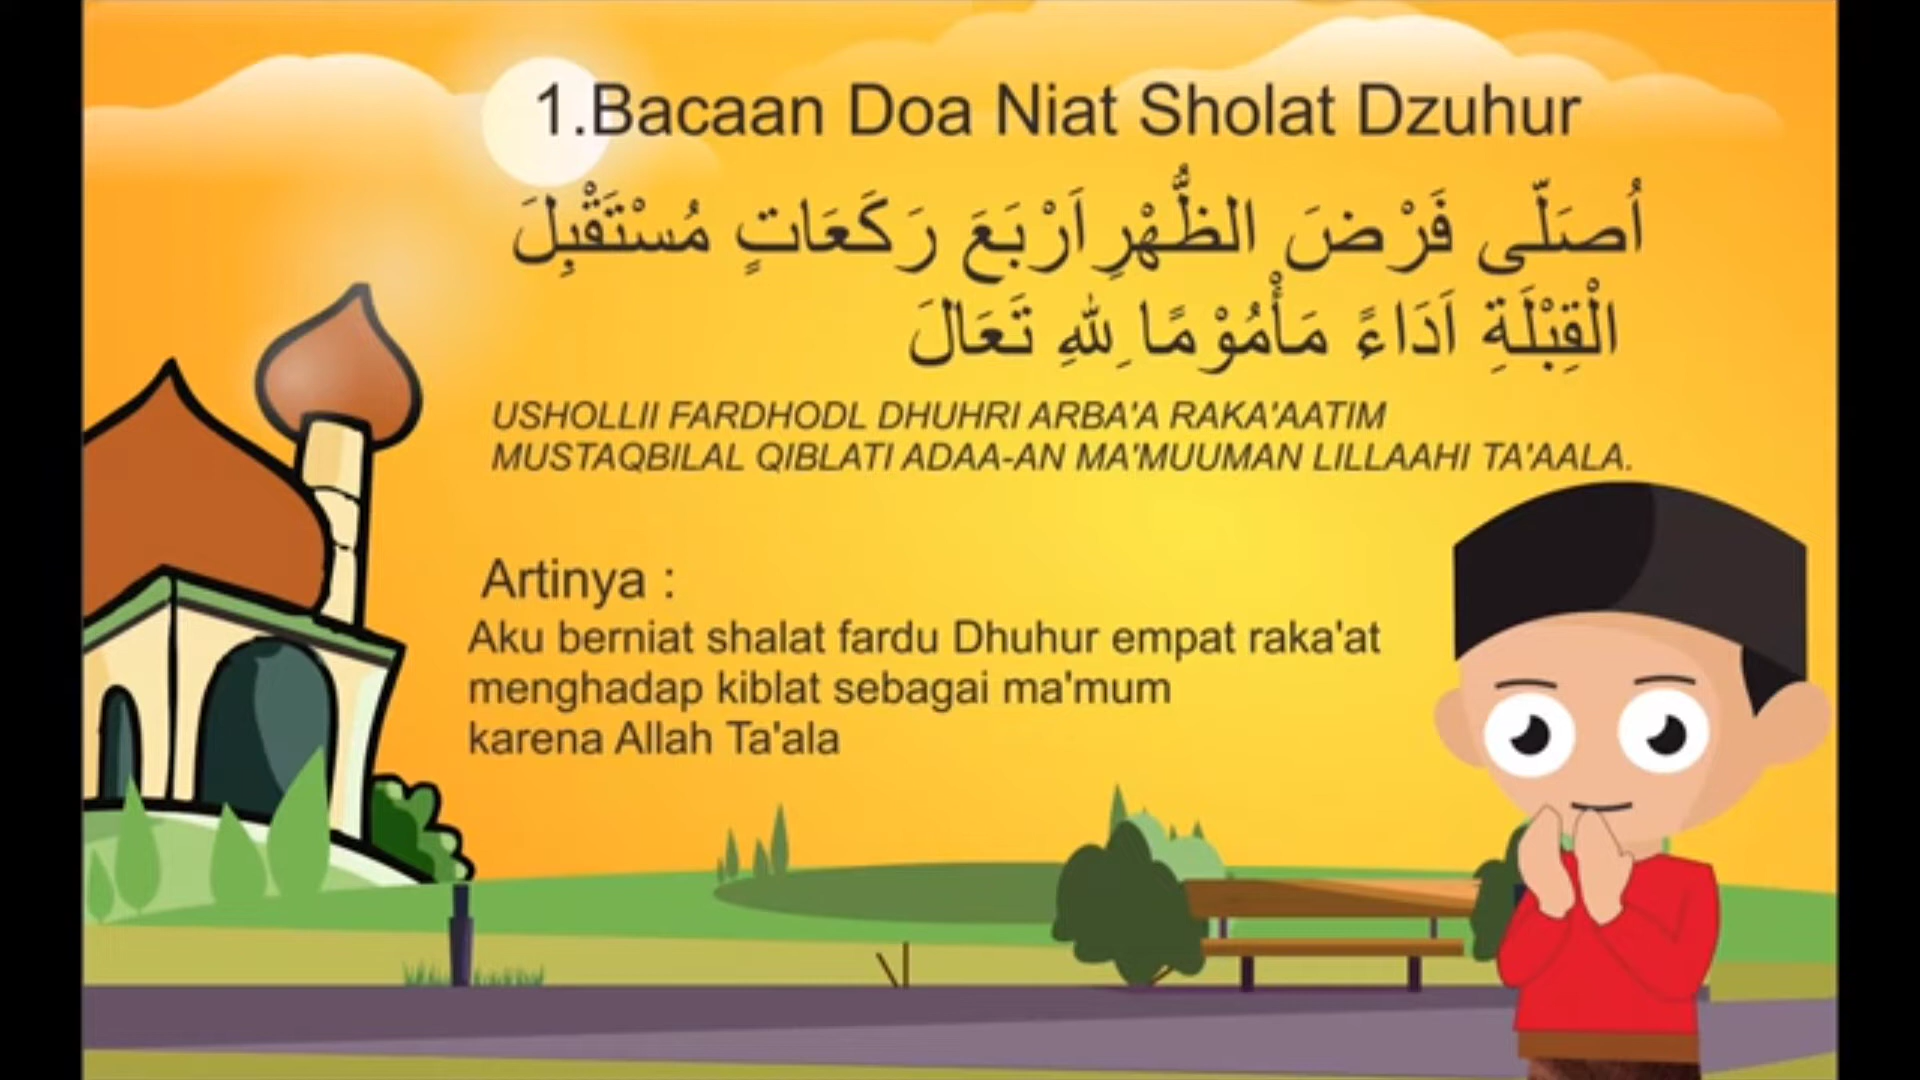 1.Bacaan Doa Niat Sholat Dzuhur
اُصَلِّى فَرْضَ الظُّهْرِ اَرْبَعَ رَكَعَاتٍ مُسْتَقْبِلَ
الْقِبْلَةِ اَدَاءً مَأْمُوْمًا ِللهِ تَعَالَ
USHOLLII FARDHODL DHUHRI ARBA'A RAKA'AATIM
MUSTAQBILAL QIBLATI ADAA-AN MA'MUUMAN LILLAAHI TA'AALA.
Artinya :
Aku berniat shalat fardu Dhuhur empat raka'at
menghadap kiblat sebagai ma'mum
karena Allah Ta'ala